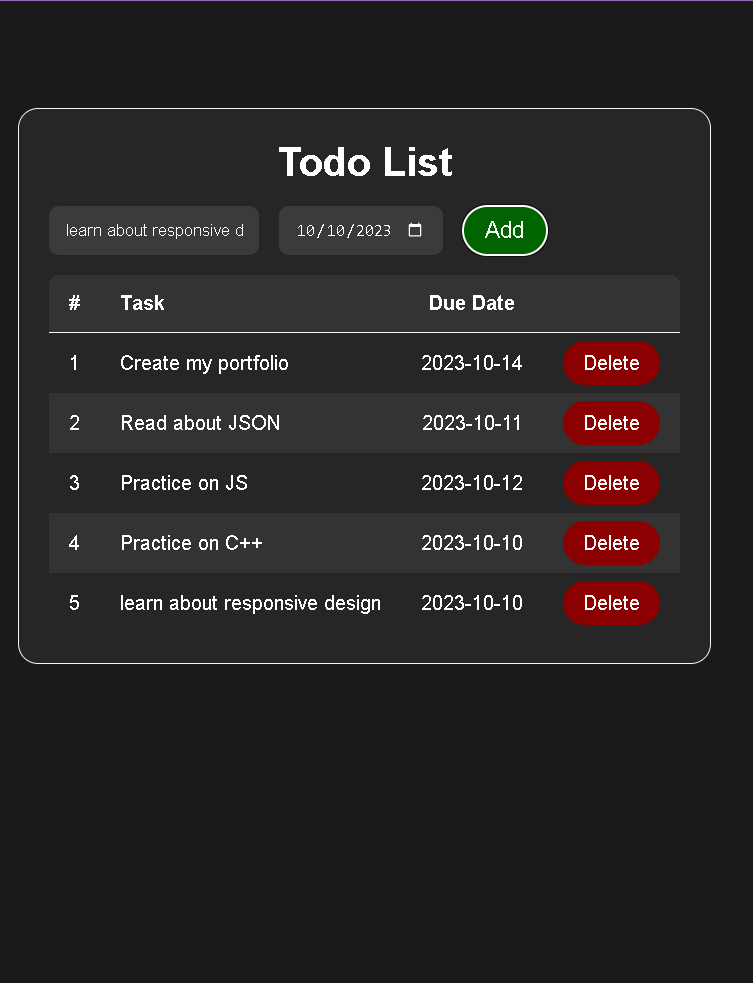 Todo List
learn about responsive d 10/10/2023 Add
# Task Due Date
1 Create my portfolio 2023-10-14 Delete
2 Read about JSON 2023-10-11 Delete
3 Practice on JS 2023-10-12 Delete
4 Practice on C++ 2023-10-10 Delete
5 learn about responsive design 2023-10-10 Delete